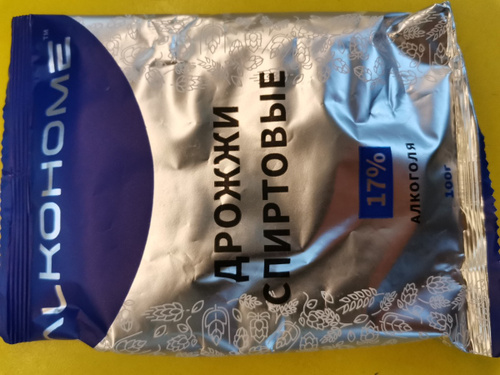 ALKOHOME™
ДРОЖЖИ
СПИРТОВЫЕ
17%
АЛКОГОЛЯ
100г